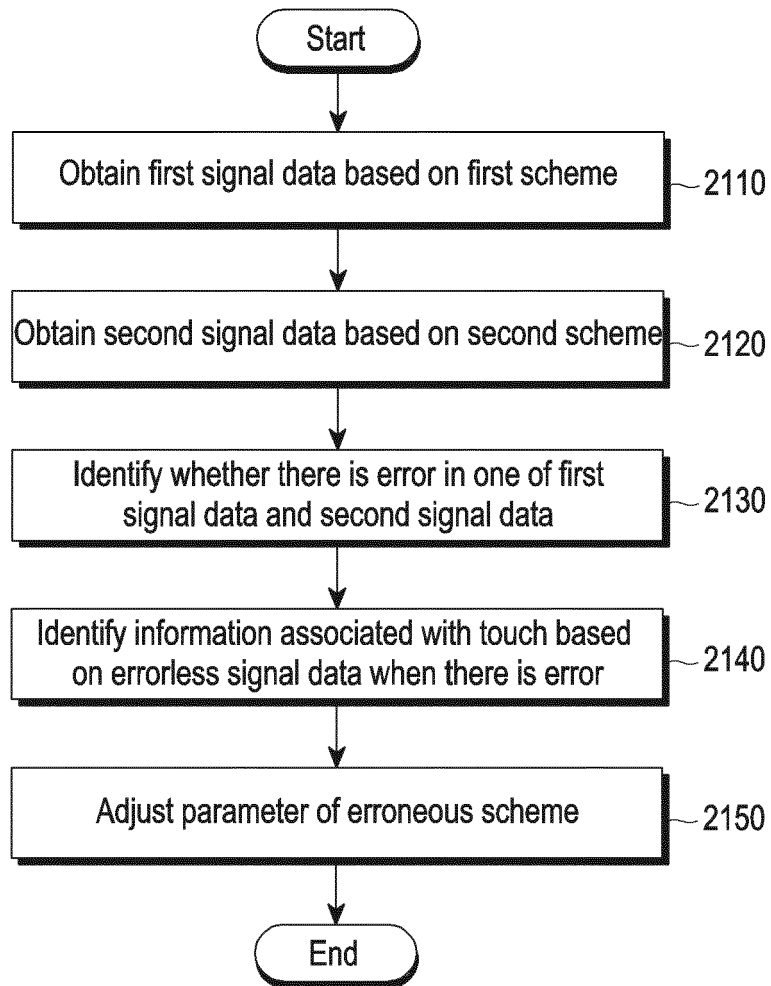 Start
Obtain first signal data based on first scheme
2110
Obtain second signal data based on second scheme
2120
Identify whether there is error in one of first
signal data and second signal data
2130
Identify information associated with touch based
on errorless signal data when there is error
2140
Adjust parameter of erroneous scheme
2150
End